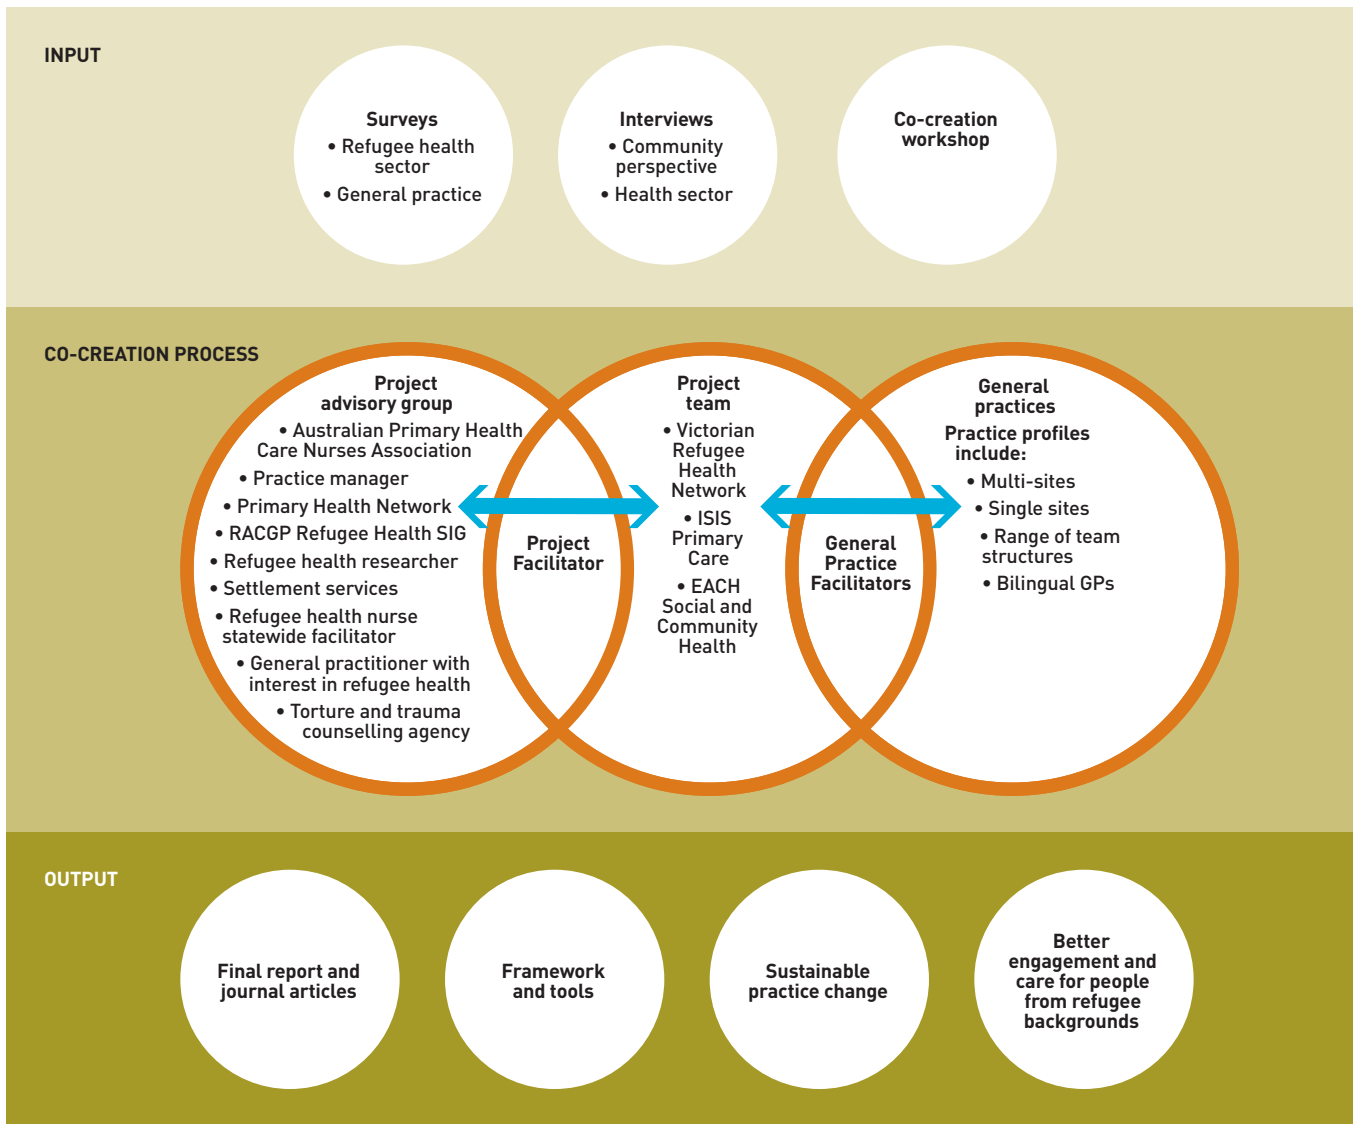 INPUT
Surveys
• Refugee health
sector
• General practice
Interviews
• Community
perspective
• Health sector
Co-creation
workshop
CO-CREATION PROCESS
Project
advisory group
• Australian Primary Health
Care Nurses Association
• Practice manager
• Primary Health Network
• RACGP Refugee Health SIG
• Refugee health researcher
• Settlement services
• Refugee health nurse
statewide facilitator
• General practitioner with
interest in refugee health
• Torture and trauma
counselling agency
Project
Facilitator
Project
team
• Victorian
Refugee
Health
Network
• ISIS
Primary
Care
• EACH
Social and
Community
Health
General
Practice
Facilitators
General
practices
Practice profiles
include:
• Multi-sites
• Single sites
• Range of team
structures
• Bilingual GPs
OUTPUT
Final report and
journal articles
Framework
and tools
Sustainable
practice change
Better
engagement and
care for people
from refugee
backgrounds